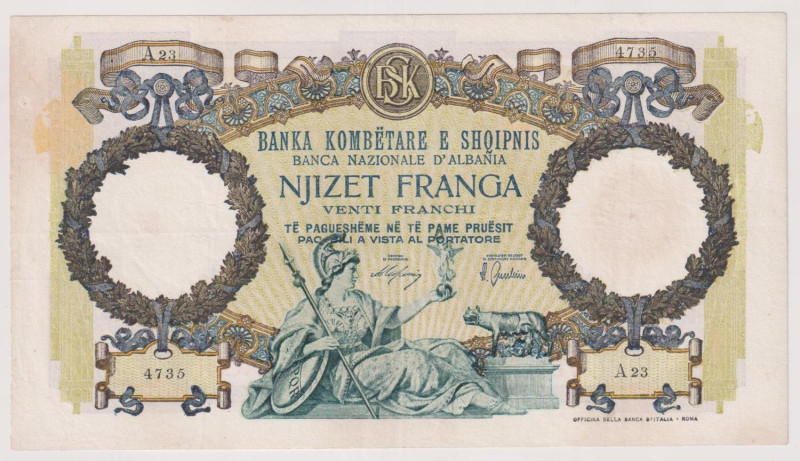 A23
4735
BSK
BANKA KOMBËTARE E SHQIPNIS
BANCA NAZIONALE D'ALBANIA
NJIZET FRANGA
VENTI FRANCHI
TË PAGUESHËME NË TË PAME PRUËSIT
PAGABILI A VISTA AL PORTATORE
ROMA
4735
A23
OFFICINA DELLA BANCA D'ITALIA - ROMA